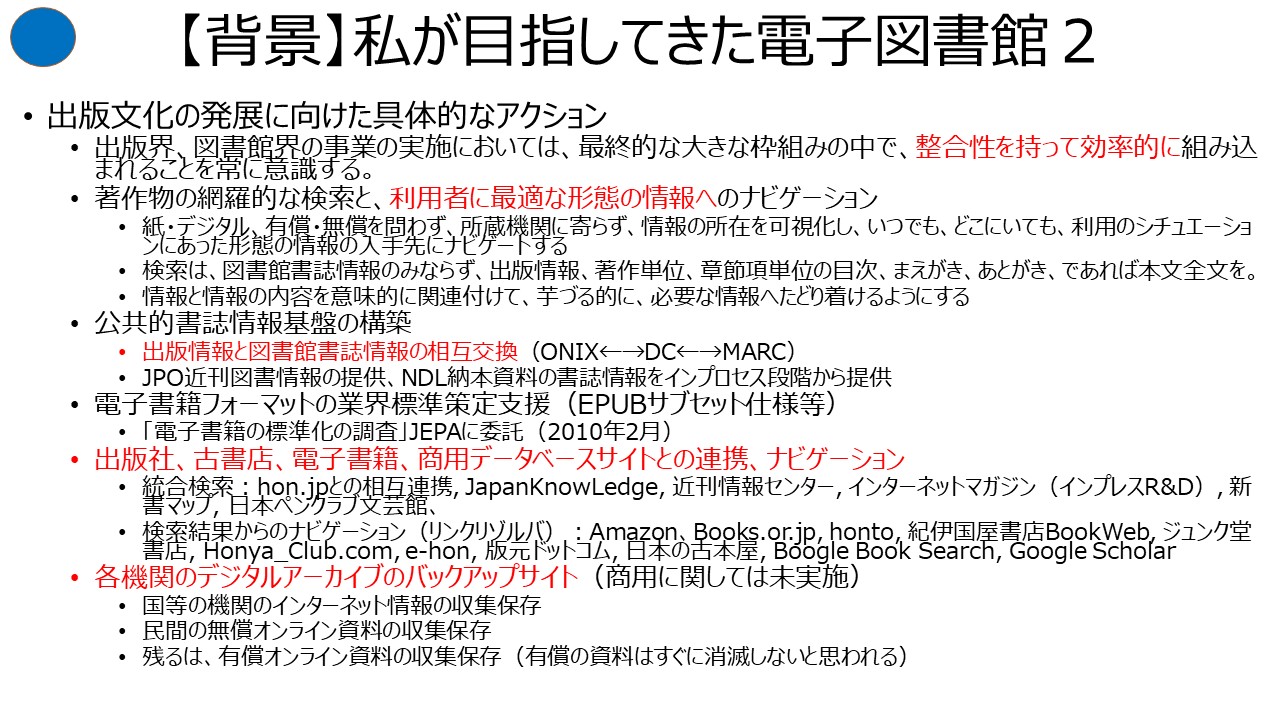 【背景】私が目指してきた電子図書館２
• 出版文化の発展に向けた具体的なアクション
• 出版界、図書館界の事業の実施においては、最終的な大きな枠組みの中で、整合性を持って効率的に組み込
まれることを常に意識する。
• 著作物の網羅的な検索と、利用者に最適な形態の情報へのナビゲーション
• 紙・デジタル、有償・無償を問わず、所蔵機関に寄らず、情報の所在を可視化し、いつでも、どこにいても、利用のシチュエーショ
ンにあった形態の情報の入手先にナビゲートする
• 検索は、図書館書誌情報のみならず、出版情報、著作単位、章節項単位の目次、まえがき、あとがき、であれば本文全文を。
• 情報と情報の内容を意味的に関連付けて、芋づる的に、必要な情報へたどり着けるようにする
• 公共的書誌情報基盤の構築
• 出版情報と図書館書誌情報の相互交換（ONIX←→DC←→MARC）
• JPO近刊図書情報の提供、NDL納本資料の書誌情報をインプロセス段階から提供
• 電子書籍フォーマットの業界標準策定支援（EPUBサブセット仕様等）
• 「電子書籍の標準化の調査」JEPAに委託（2010年2月）
• 出版社、古書店、電子書籍、商用データベースサイトとの連携、ナビゲーション
• 統合検索：hon.jpとの相互連携, JapanKnowLedge, 近刊情報センター, インターネットマガジン（インプレスR&D）, 新
書マップ, 日本ペンクラブ文芸館、
• 検索結果からのナビゲーション（リンクリゾルバ）：Amazon、Books.or.jp, honto, 紀伊国屋書店BookWeb, ジュンク堂
書店, Honya_Club.com, e-hon, 版元ドットコム, 日本の古本屋, Boogle Book Search, Google Scholar
• 各機関のデジタルアーカイブのバックアップサイト（商用に関しては未実施）
• 国等の機関のインターネット情報の収集保存
• 民間の無償オンライン資料の収集保存
• 残るは、有償オンライン資料の収集保存（有償の資料はすぐに消滅しないと思われる）